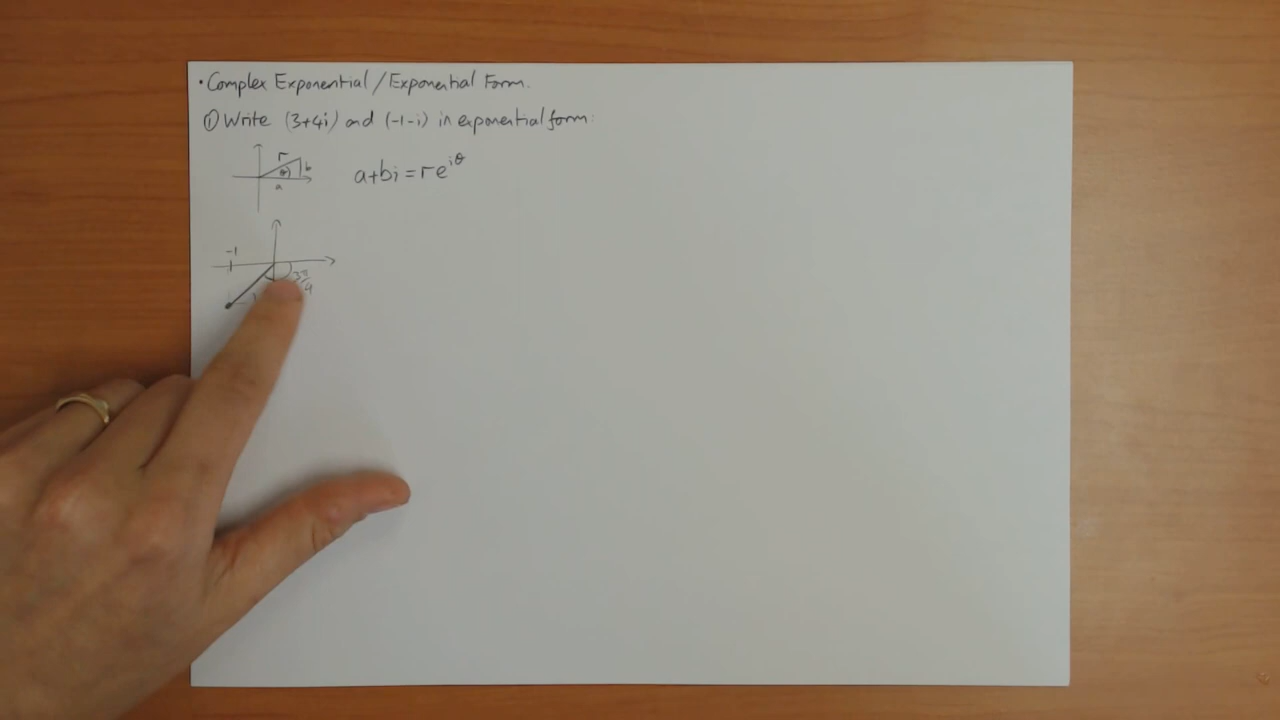 • Complex Exponential / Exponential Form.
① Write (3+4i) and (-1-i) in exponential form:
r
θ
b
a
a+bi = re^{iθ}
-1
3π/4
1